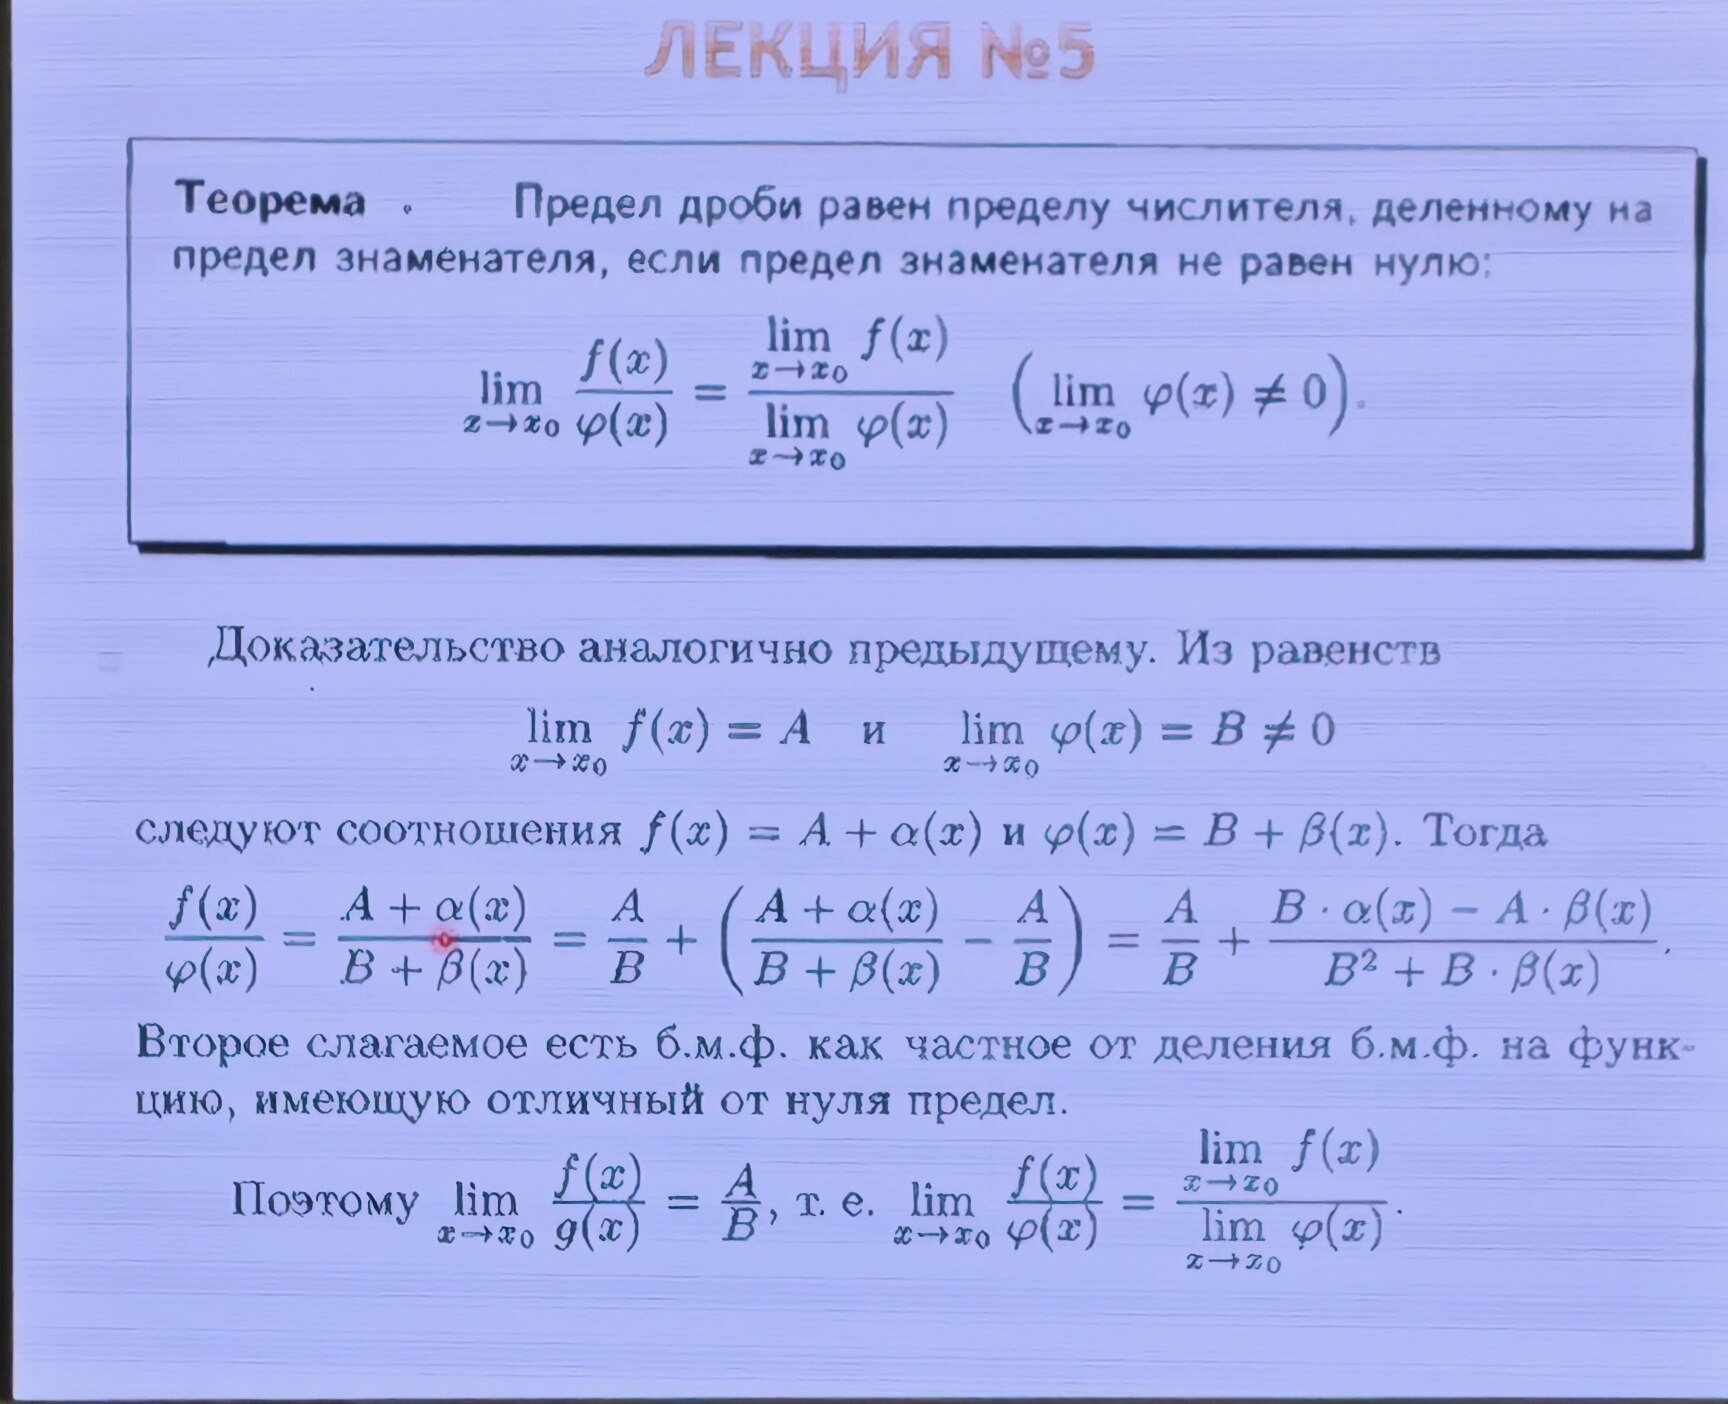 ЛЕКЦИЯ №5
Теорема . Предел дроби равен пределу числителя, деленному на
предел знаменателя, если предел знаменателя не равен нулю:
lim_{x→x₀} f(x)/φ(x) = lim_{x→x₀} f(x) / lim_{x→x₀} φ(x) (lim_{x→x₀} φ(x) ≠ 0).
Доказательство аналогично предыдущему. Из равенств
lim_{x→x₀} f(x) = A и lim_{x→x₀} φ(x) = B ≠ 0
следуют соотношения f(x) = A + α(x) и φ(x) = B + β(x). Тогда
f(x)/φ(x) = (A + α(x))/(B + β(x)) = A/B + ((A + α(x))/(B + β(x)) − A/B) = A/B + (B · α(x) − A · β(x))/(B² + B · β(x)).
Второе слагаемое есть б.м.ф. как частное от деления б.м.ф. на функ-
цию, имеющую отличный от нуля предел.
Поэтому lim_{x→x₀} f(x)/g(x) = A/B, т. е. lim_{x→x₀} f(x)/φ(x) = lim_{x→x₀} f(x) / lim_{x→x₀} φ(x).